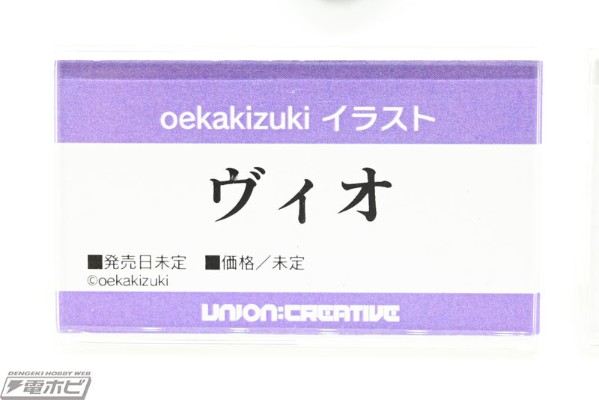 oekakizuki イラスト
ヴィオ
■発売日未定 ■価格／未定
©oekakizuki
UNION:CREATIVE
DENGEKI HOBBY WEB
電ホビ